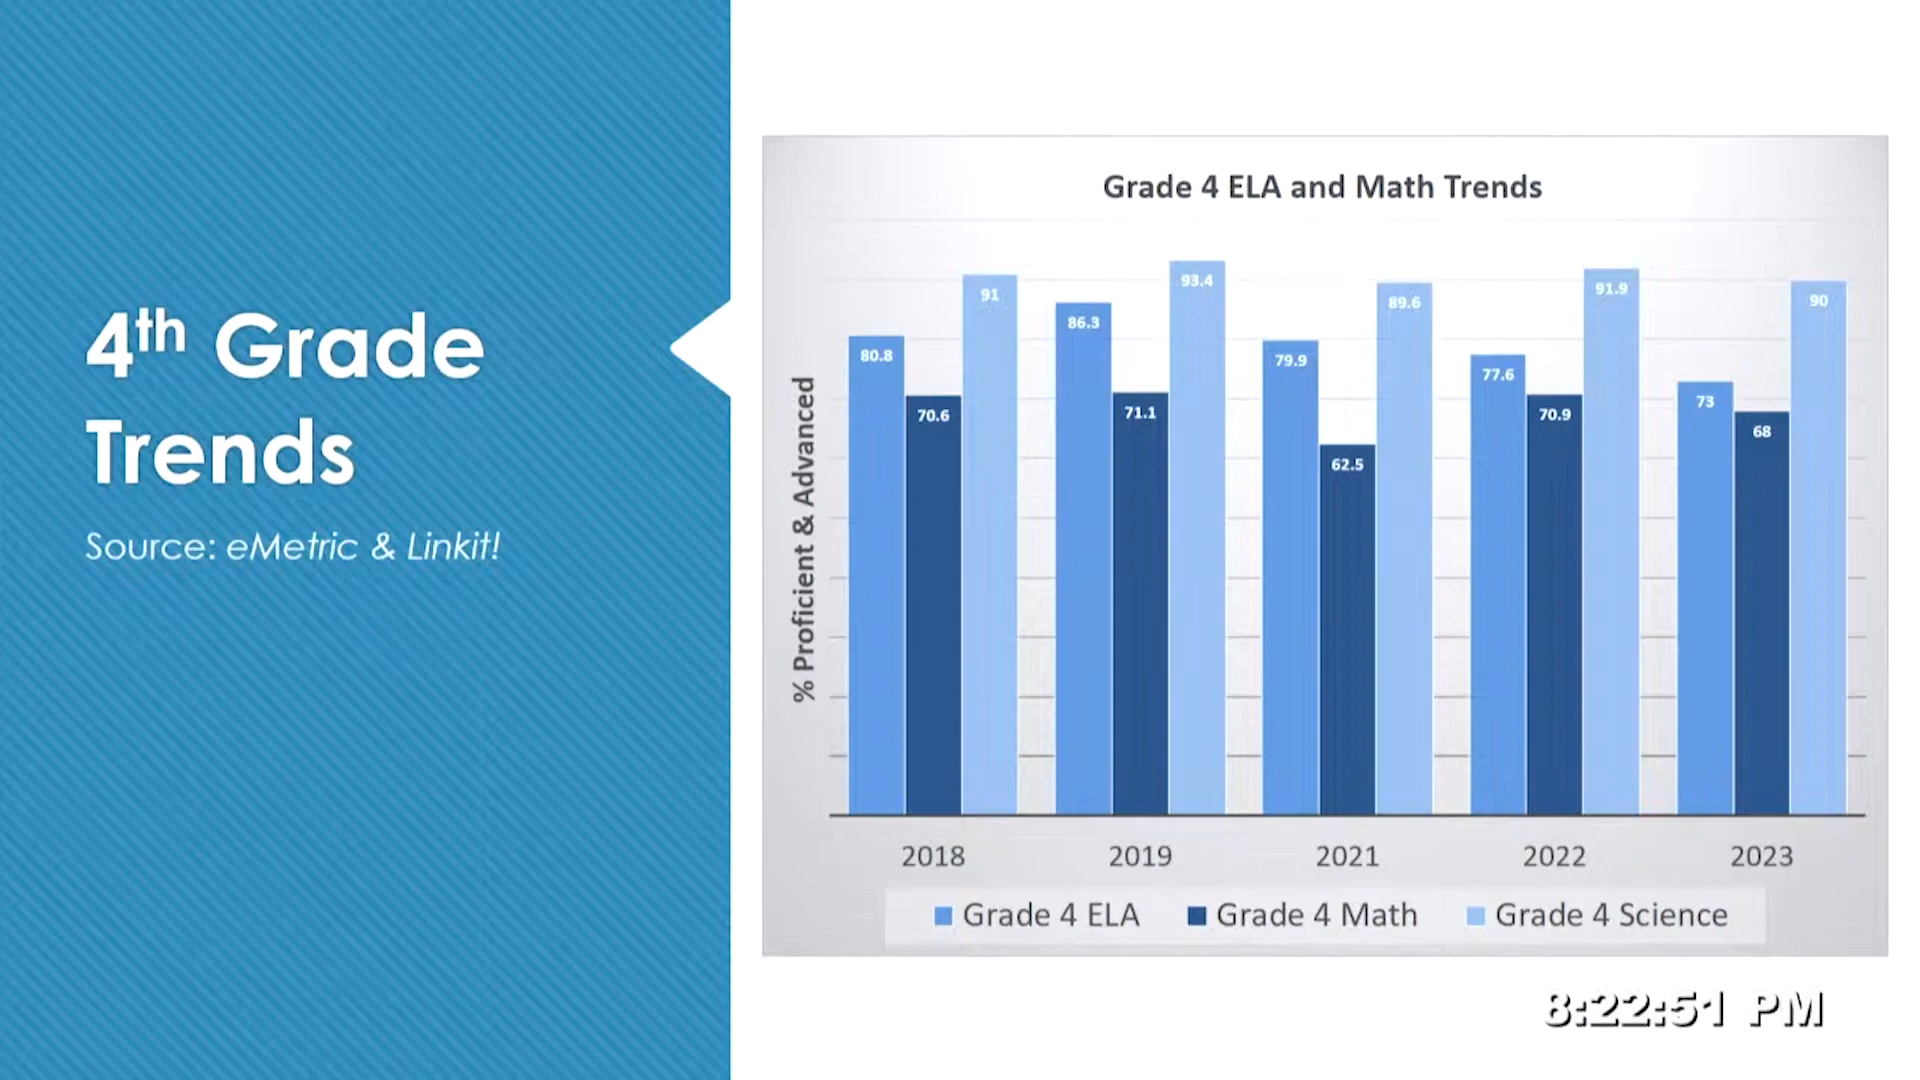 4th Grade
Trends
Source: eMetric & Linkit!
Grade 4 ELA and Math Trends
% Proficient & Advanced
80.8
70.6
91
86.3
71.1
93.4
79.9
62.5
89.6
77.6
70.9
91.9
73
68
90
2018 2019 2021 2022 2023
Grade 4 ELA Grade 4 Math Grade 4 Science
8:22:51 PM